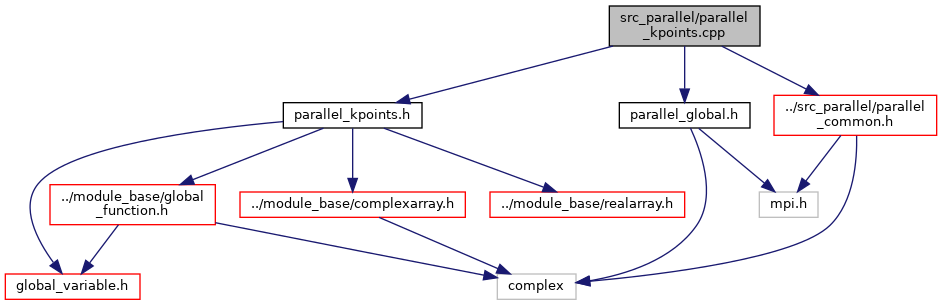 src_parallel/parallel
_kpoints.cpp
parallel_kpoints.h
parallel_global.h
../src_parallel/parallel
_common.h
../module_base/global
_function.h
../module_base/complexarray.h
../module_base/realarray.h
mpi.h
global_variable.h
complex